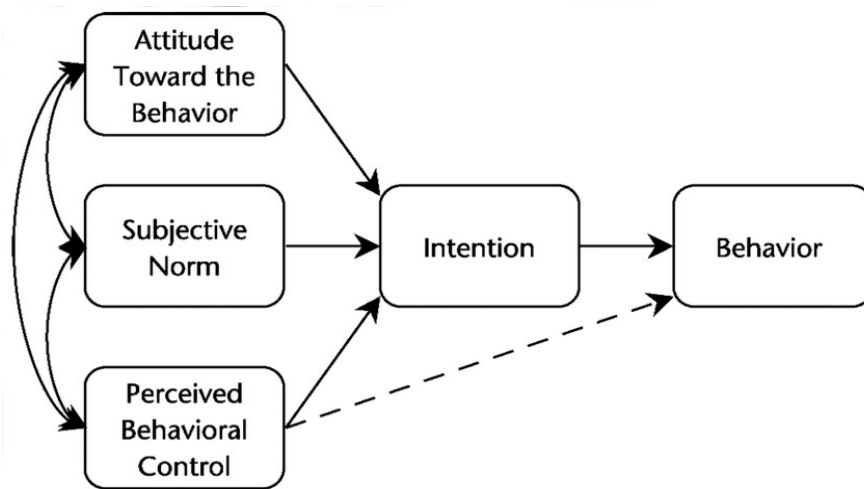 Attitude
Toward the
Behavior
Subjective
Norm
Intention
Behavior
Perceived
Behavioral
Control